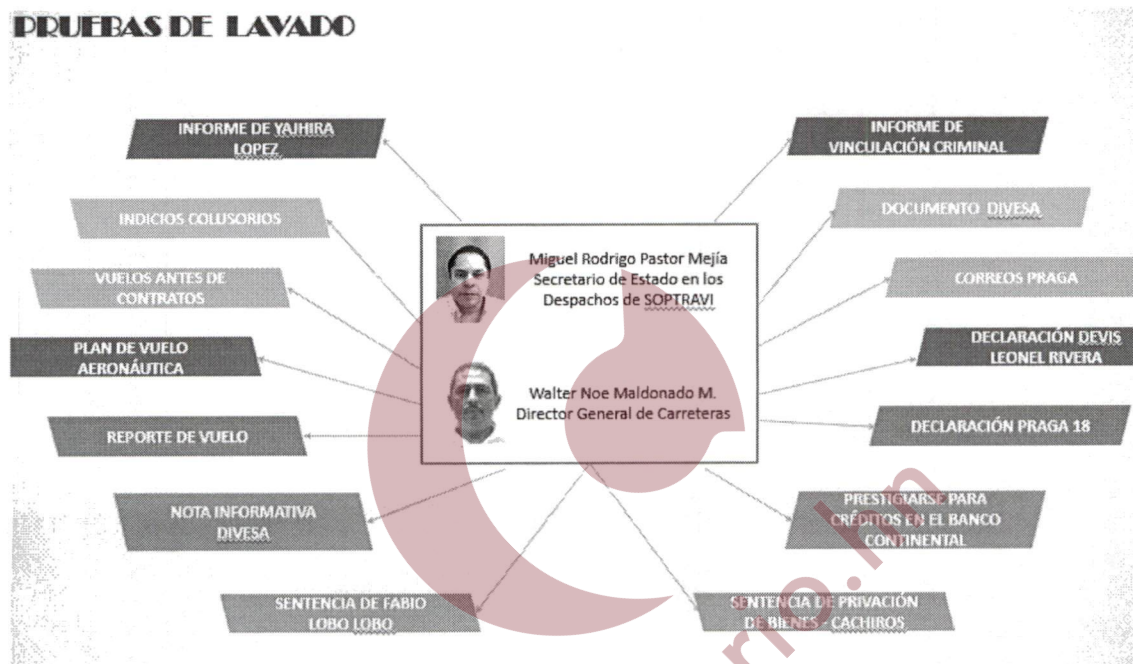 PRUEBAS DE LAVADO
INFORME DE YAJHIRA
LOPEZ
INFORME DE
VINCULACIÓN CRIMINAL
INDICIOS COLUSORIOS
DOCUMENTO DIVESA
VUELOS ANTES DE
CONTRATOS
CORREOS PRAGA
PLAN DE VUELO
AERONÁUTICA
DECLARACIÓN DEVIS
LEONEL RIVERA
REPORTE DE VUELO
DECLARACIÓN PRAGA 18
Miguel Rodrigo Pastor Mejía
Secretario de Estado en los
Despachos de SOPTRAVI
Walter Noe Maldonado M.
Director General de Carreteras
NOTA INFORMATIVA
DIVESA
PRESTIGIARSE PARA
CRÉDITOS EN EL BANCO
CONTINENTAL
SENTENCIA DE FABIO
LOBO LOBO
SENTENCIA DE PRIVACIÓN
DE BIENES - CACHIROS
rio.hn